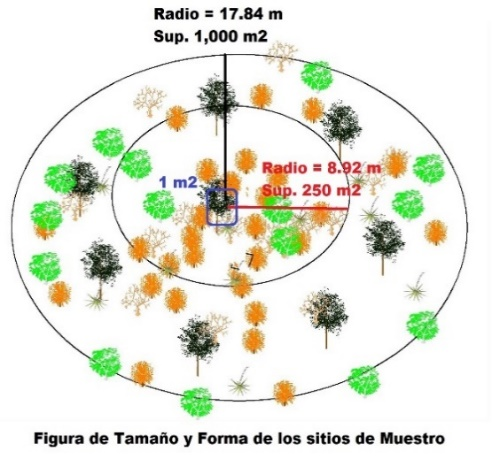 Radio = 17.84 m
Sup. 1,000 m2
Radio = 8.92 m
1 m2
Sup. 250 m2
Figura de Tamaño y Forma de los sitios de Muestro